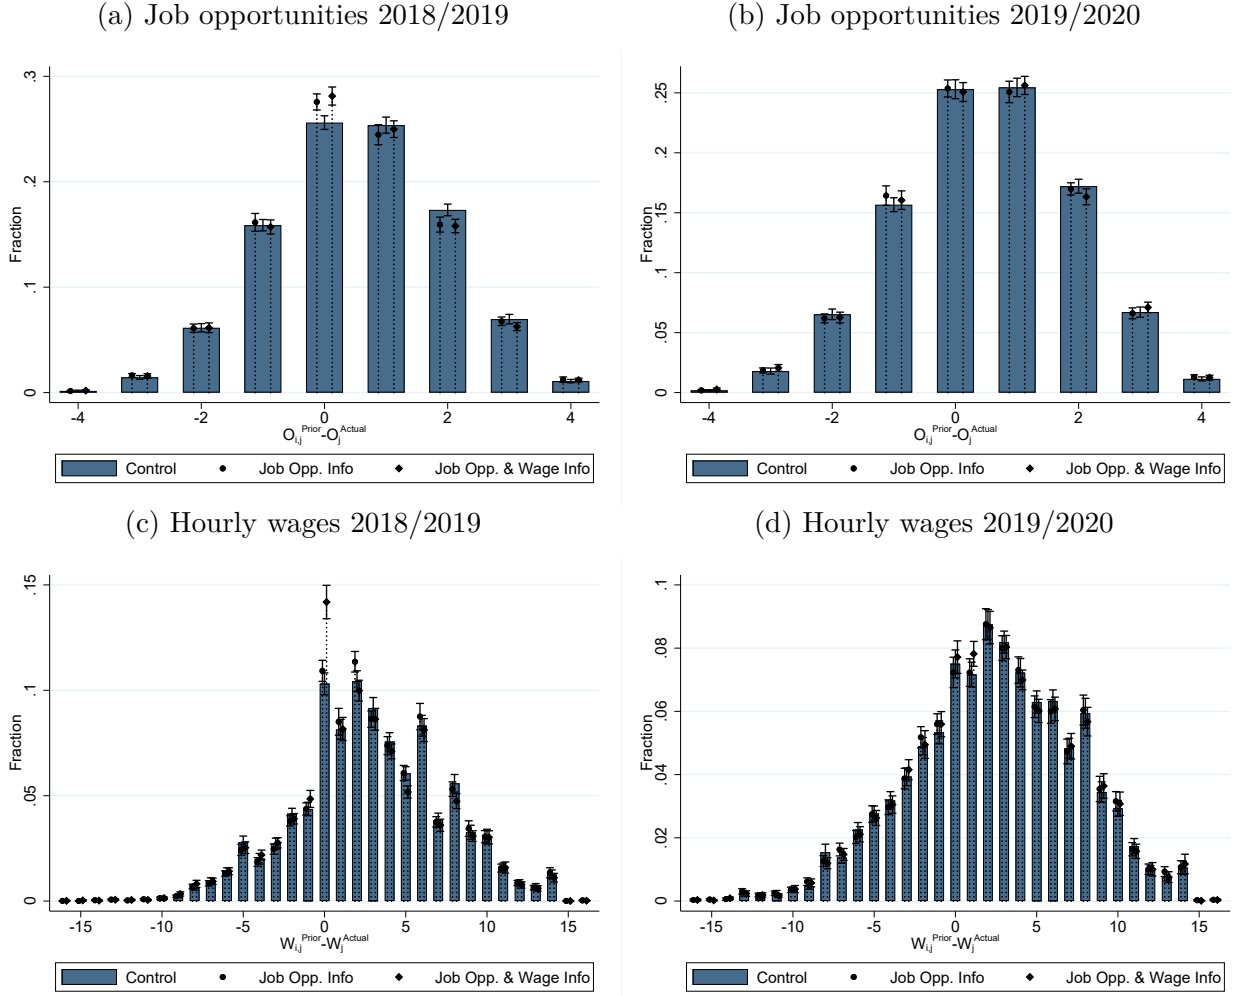 (a) Job opportunities 2018/2019
(b) Job opportunities 2019/2020
Fraction
.3
.2
.1
0
-4 -2 0 2 4
O_{i,j}^{Prior}-O_j^{Actual}
Control Job Opp. Info Job Opp. & Wage Info
Fraction
.25
.2
.15
.1
.05
0
-4 -2 0 2 4
O_{i,j}^{Prior}-O_j^{Actual}
Control Job Opp. Info Job Opp. & Wage Info
(c) Hourly wages 2018/2019
(d) Hourly wages 2019/2020
Fraction
.15
.1
.05
0
-15 -10 -5 0 5 10 15
W_{i,j}^{Prior}-W_j^{Actual}
Control Job Opp. Info Job Opp. & Wage Info
Fraction
.1
.08
.06
.04
.02
0
-15 -10 -5 0 5 10 15
W_{i,j}^{Prior}-W_j^{Actual}
Control Job Opp. Info Job Opp. & Wage Info